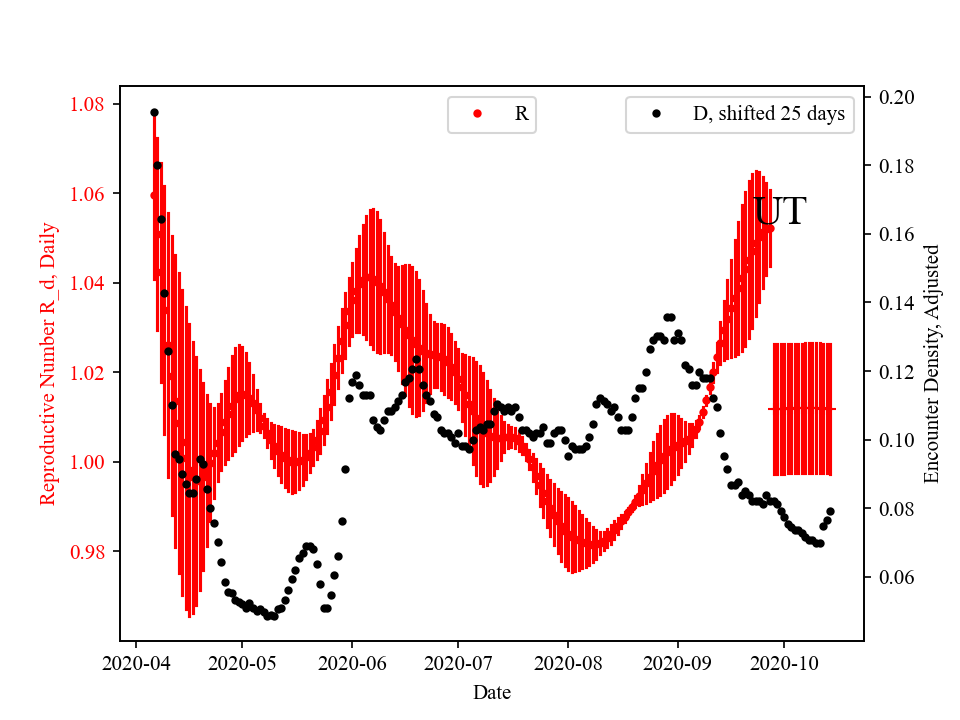 R
D, shifted 25 days
UT
Reproductive Number R_d, Daily
1.08
1.06
1.04
1.02
1.00
0.98
0.20
0.18
0.16
0.14
0.12
0.10
0.08
0.06
Encounter Density, Adjusted
2020-04 2020-05 2020-06 2020-07 2020-08 2020-09 2020-10
Date